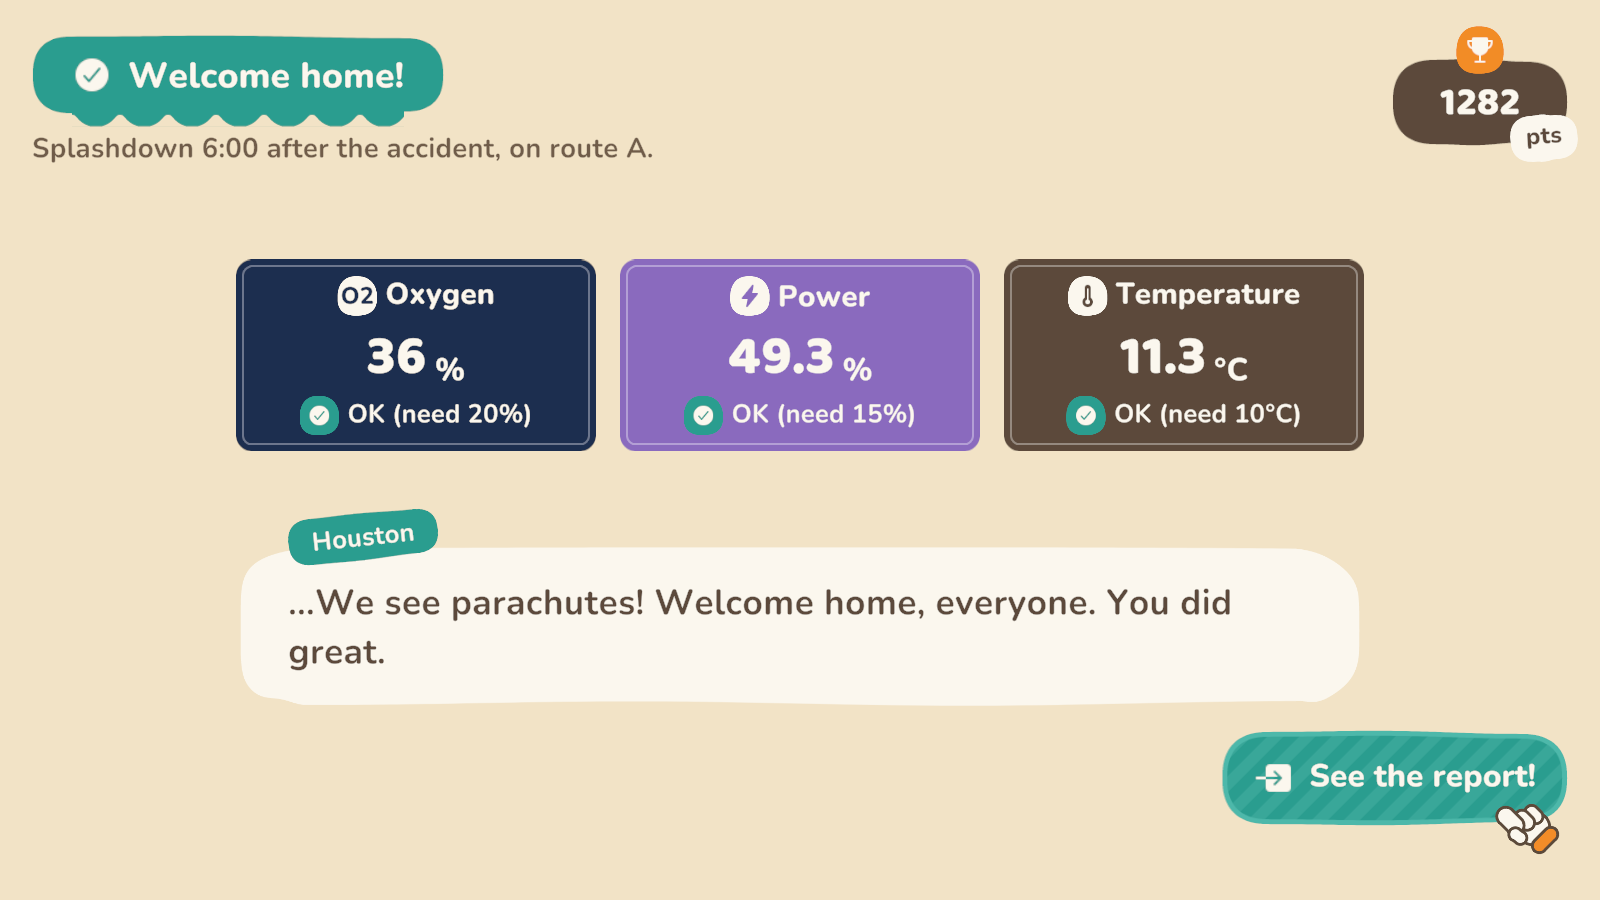 Welcome home!
Splashdown 6:00 after the accident, on route A.
1282
pts
O2 Oxygen
36 %
OK (need 20%)
Power
49.3 %
OK (need 15%)
Temperature
11.3 °C
OK (need 10°C)
Houston
...We see parachutes! Welcome home, everyone. You did
great.
See the report!